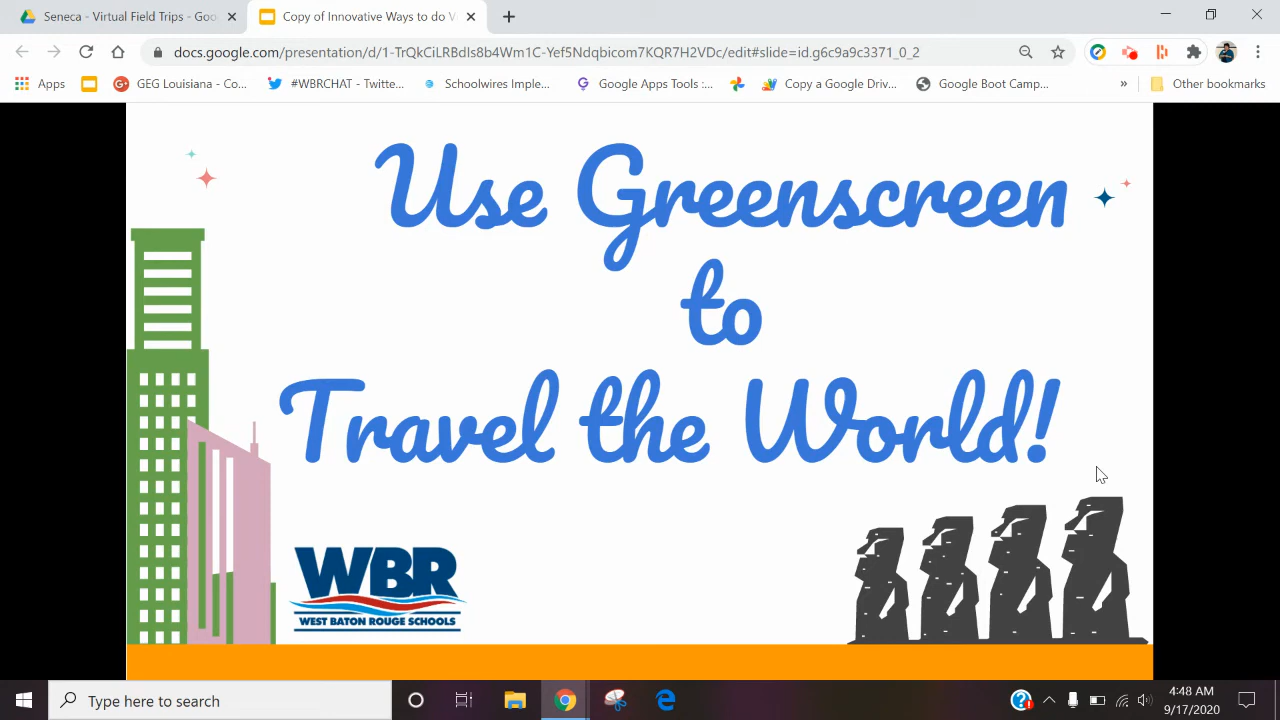 Seneca - Virtual Field Trips - Goo
Copy of Innovative Ways to do V
docs.google.com/presentation/d/1-TrQkCiLRBdls8b4Wm1C-Yef5Ndqbicom7KQR7H2VDc/edit#slide=id.g6c9a9c3371_0_2
Apps
GEG Louisiana - Co...
#WBRCHAT - Twitte...
Schoolwires Imple...
Google Apps Tools :...
Copy a Google Driv...
Google Boot Camp...
»
Other bookmarks
Use Greenscreen
to
Travel the World!
WBR
WEST BATON ROUGE SCHOOLS
Type here to search
4:48 AM
9/17/2020